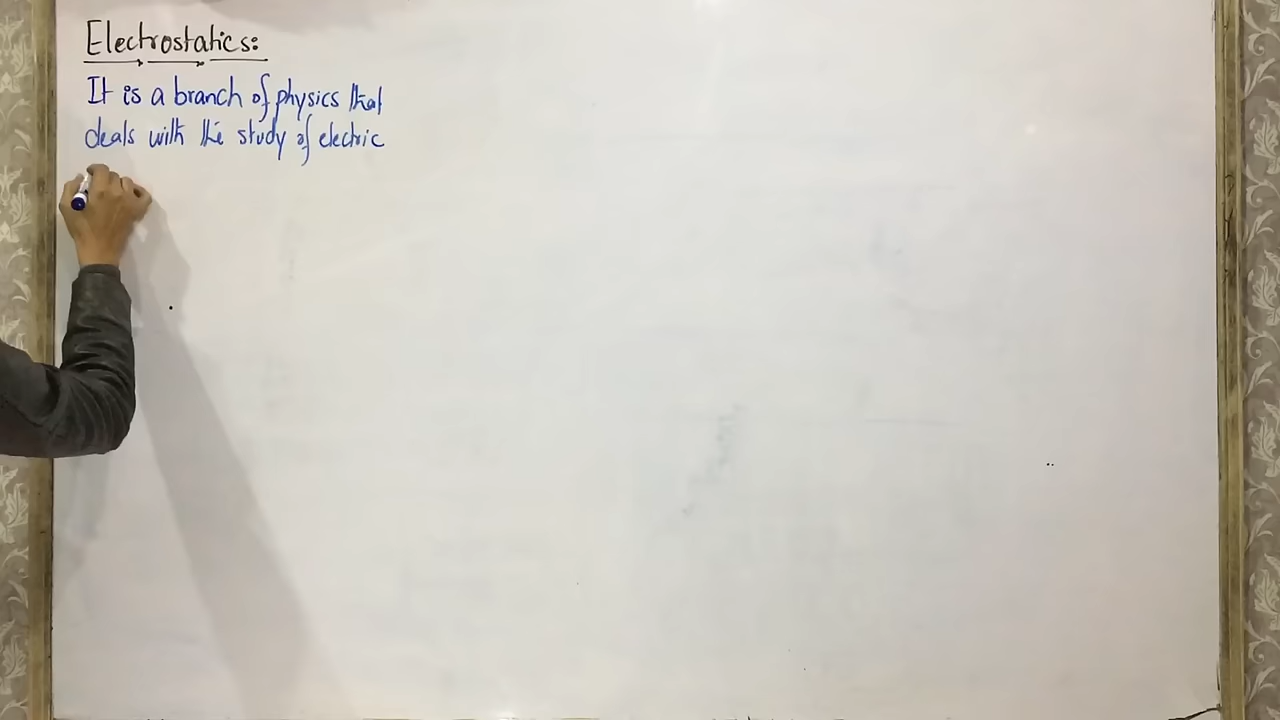 Electrostatics:
It is a branch of physics that
deals with the study of electric